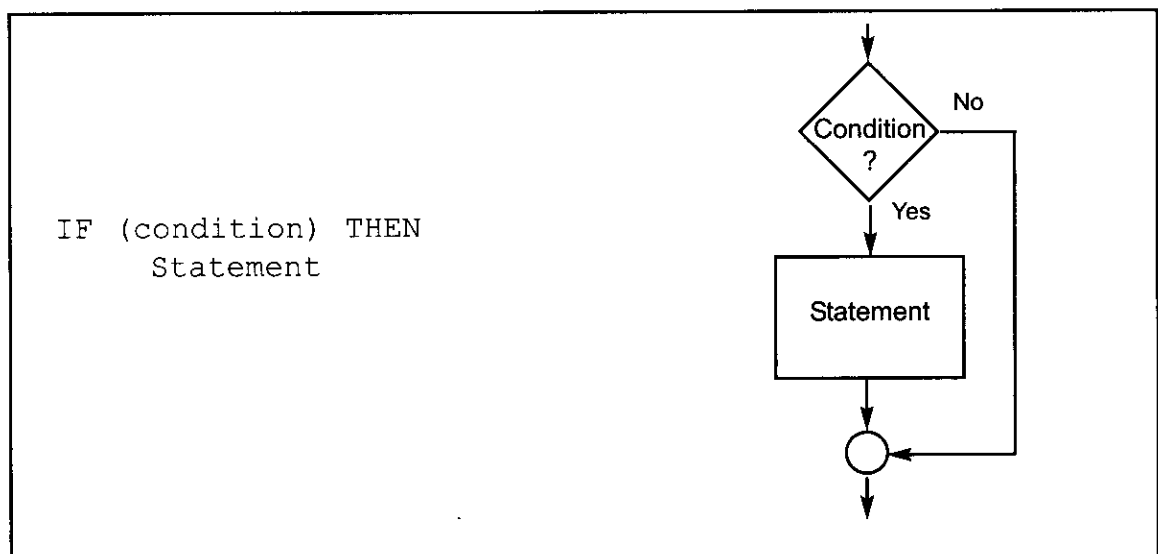 IF (condition) THEN
Statement
Condition
?
No
Yes
Statement